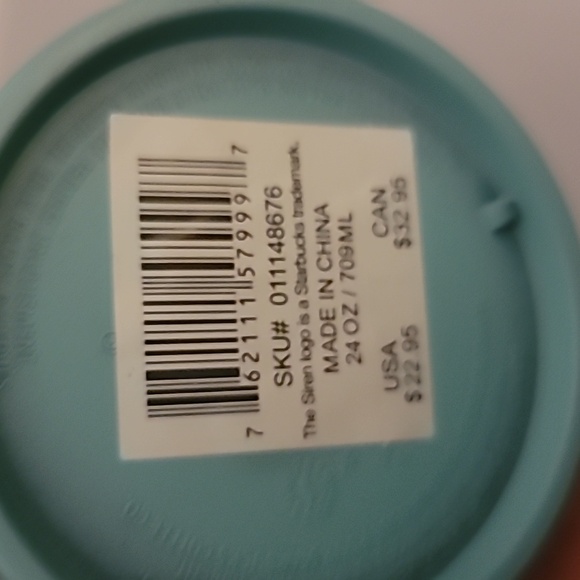 7 62111 57999 7
SKU# 011148676
The Siren logo is a Starbucks trademark.
MADE IN CHINA
24 OZ / 709ML
USA CAN
$22.95 $32.95